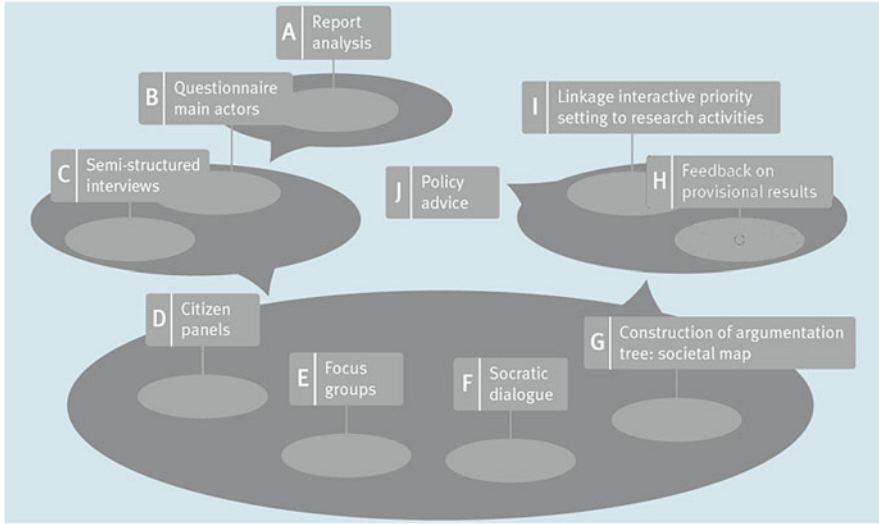 A Report
analysis
B Questionnaire
main actors
C Semi-structured
interviews
D Citizen
panels
E Focus
groups
F Socratic
dialogue
G Construction of argumentation
tree: societal map
H Feedback on
provisional results
I Linkage interactive priority
setting to research activities
J Policy
advice